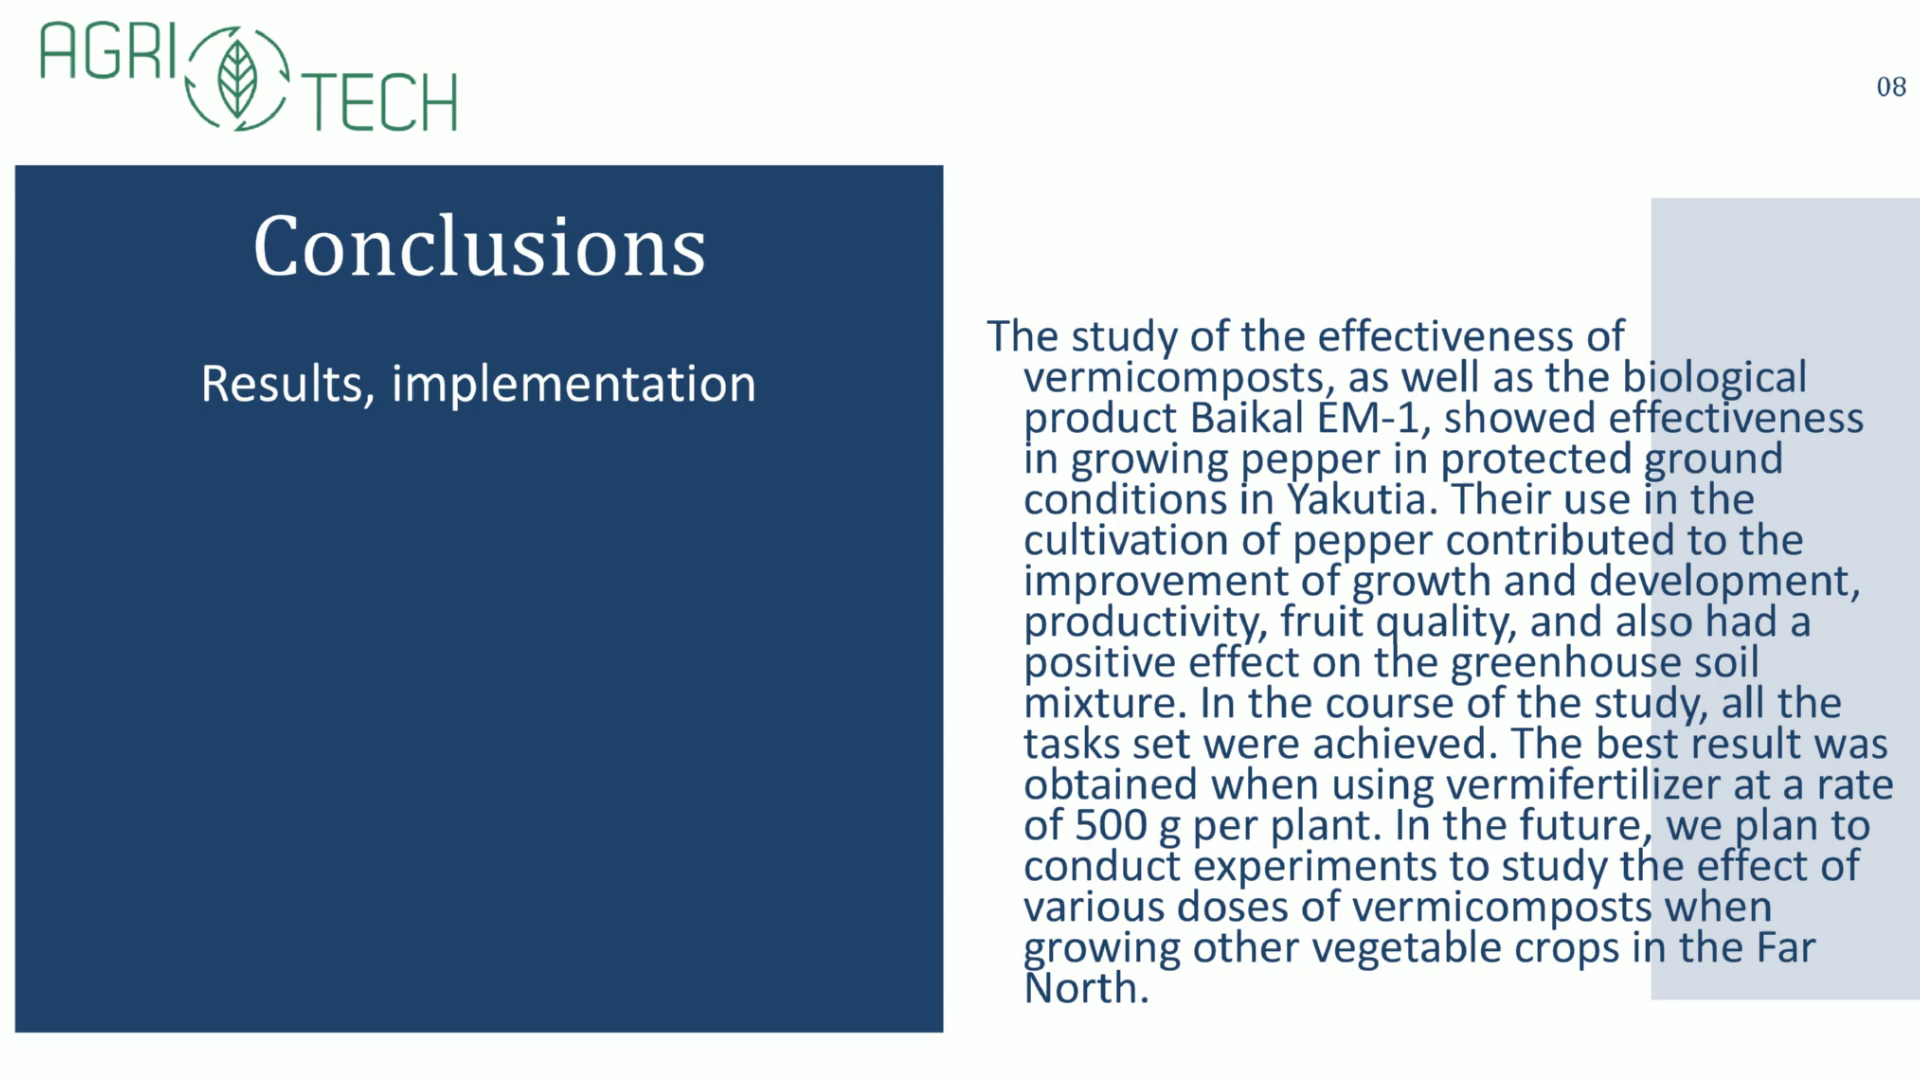 AGRI TECH
08
Conclusions
Results, implementation
The study of the effectiveness of
vermicomposts, as well as the biological
product Baikal EM-1, showed effectiveness
in growing pepper in protected ground
conditions in Yakutia. Their use in the
cultivation of pepper contributed to the
improvement of growth and development,
productivity, fruit quality, and also had a
positive effect on the greenhouse soil
mixture. In the course of the study, all the
tasks set were achieved. The best result was
obtained when using vermifertilizer at a rate
of 500 g per plant. In the future, we plan to
conduct experiments to study the effect of
various doses of vermicomposts when
growing other vegetable crops in the Far
North.